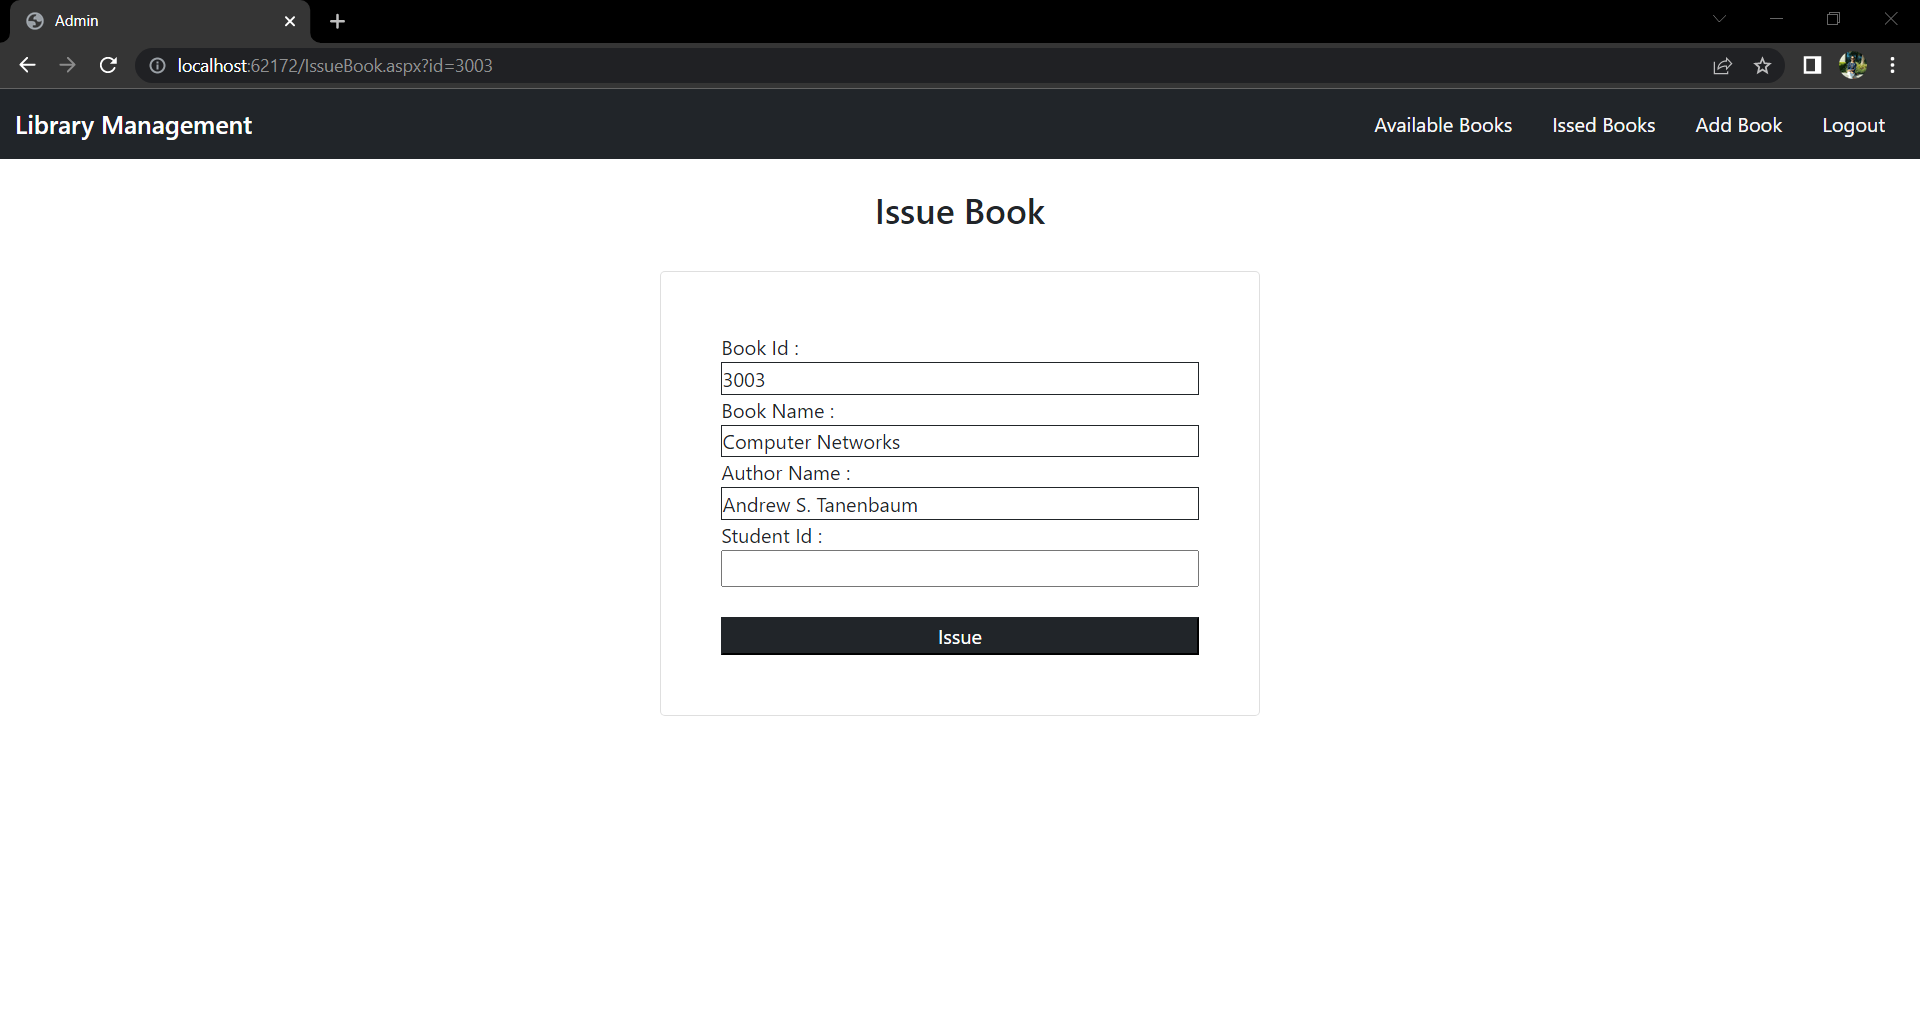 Admin
localhost:62172/IssueBook.aspx?id=3003
Library Management
Available Books
Issed Books
Add Book
Logout
Issue Book
Book Id :
3003
Book Name :
Computer Networks
Author Name :
Andrew S. Tanenbaum
Student Id :
Issue